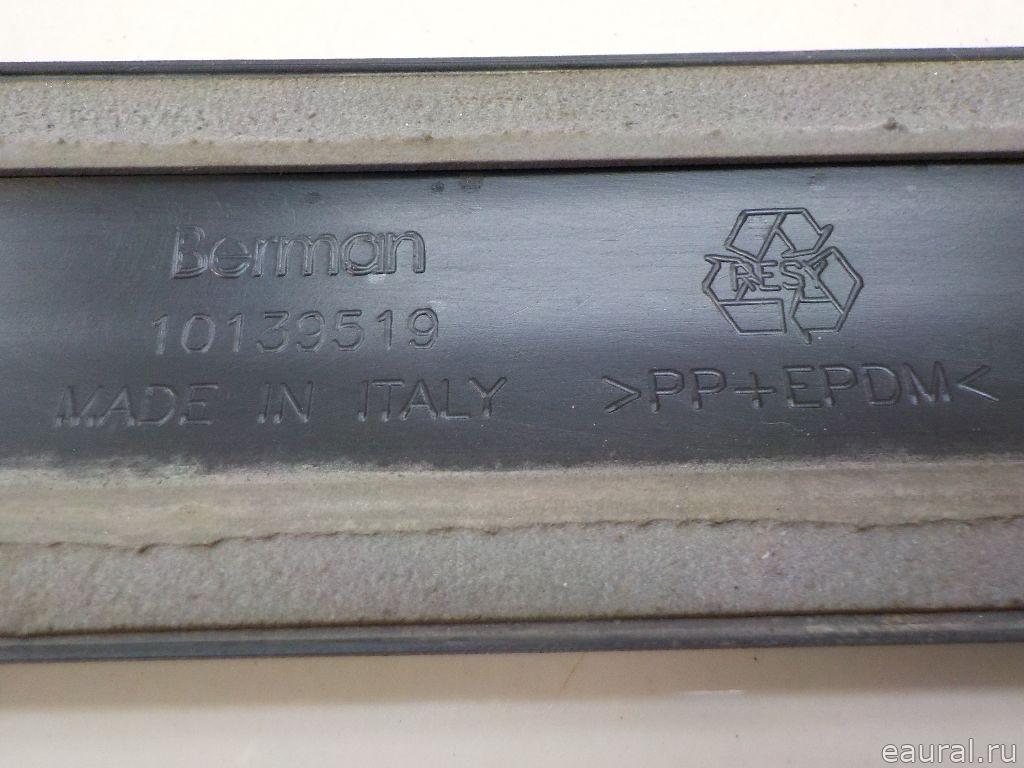 Berman
10139519
MADE IN ITALY
RESY
>PP+EPDM<
eaural.ru